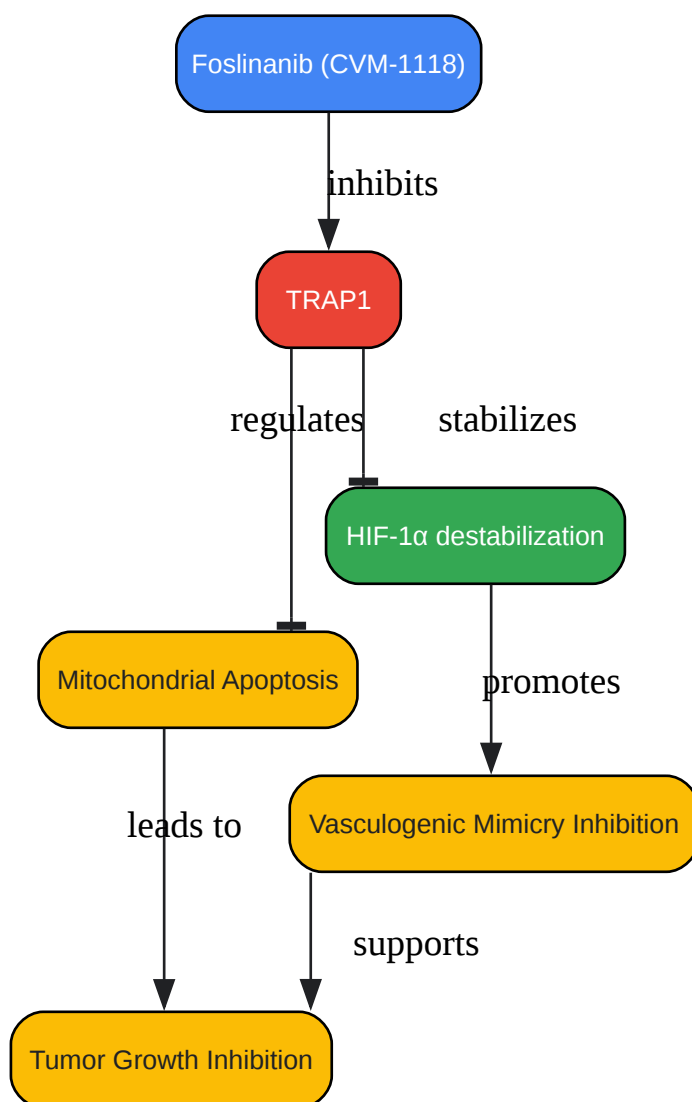 Foslinanib (CVM-1118)
inhibits
TRAP1
regulates
stabilizes
HIF-1α destabilization
Mitochondrial Apoptosis
promotes
leads to
Vasculogenic Mimicry Inhibition
supports
Tumor Growth Inhibition